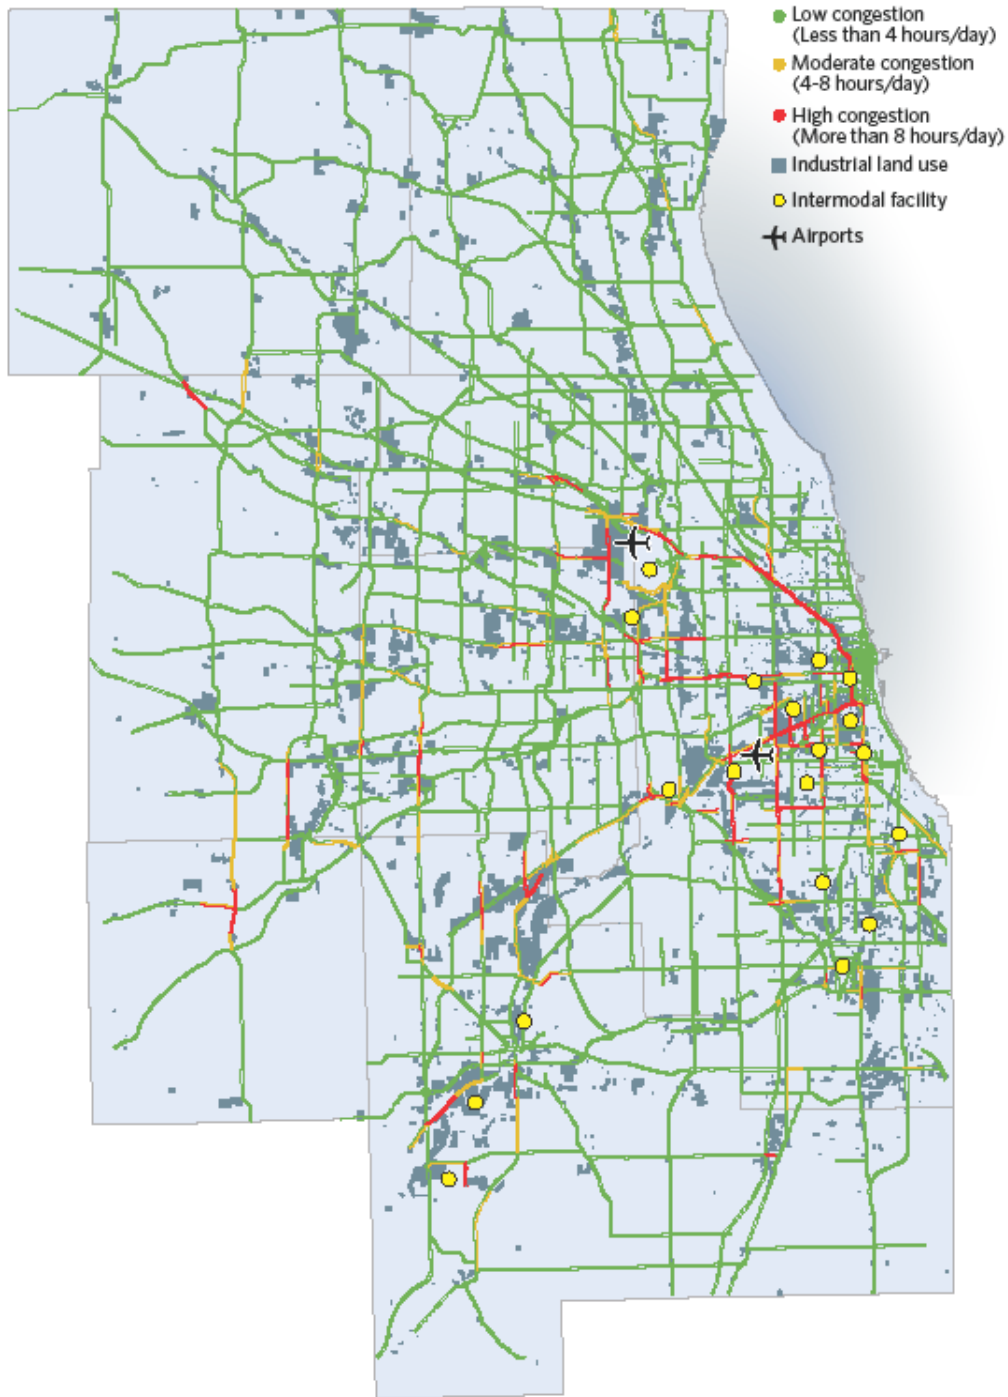 Low congestion
(Less than 4 hours/day)
Moderate congestion
(4-8 hours/day)
High congestion
(More than 8 hours/day)
Industrial land use
Intermodal facility
Airports